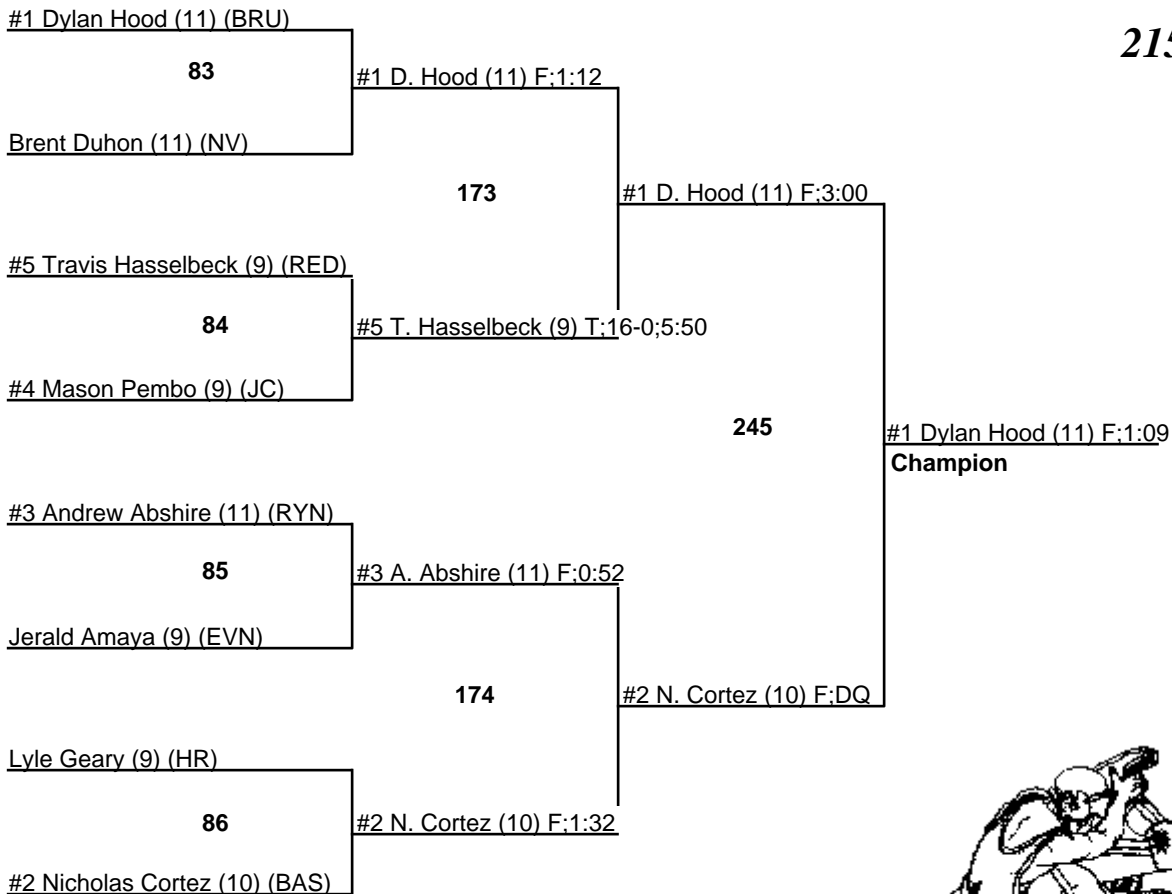 #1 Dylan Hood (11) (BRU)
215
83
#1 D. Hood (11) F;1:12
Brent Duhon (11) (NV)
173
#1 D. Hood (11) F;3:00
#5 Travis Hasselbeck (9) (RED)
84
#5 T. Hasselbeck (9) T;16-0;5:50
#4 Mason Pembo (9) (JC)
245
#1 Dylan Hood (11) F;1:09
Champion
#3 Andrew Abshire (11) (RYN)
85
#3 A. Abshire (11) F;0:52
Jerald Amaya (9) (EVN)
174
#2 N. Cortez (10) F;DQ
Lyle Geary (9) (HR)
86
#2 N. Cortez (10) F;1:32
#2 Nicholas Cortez (10) (BAS)